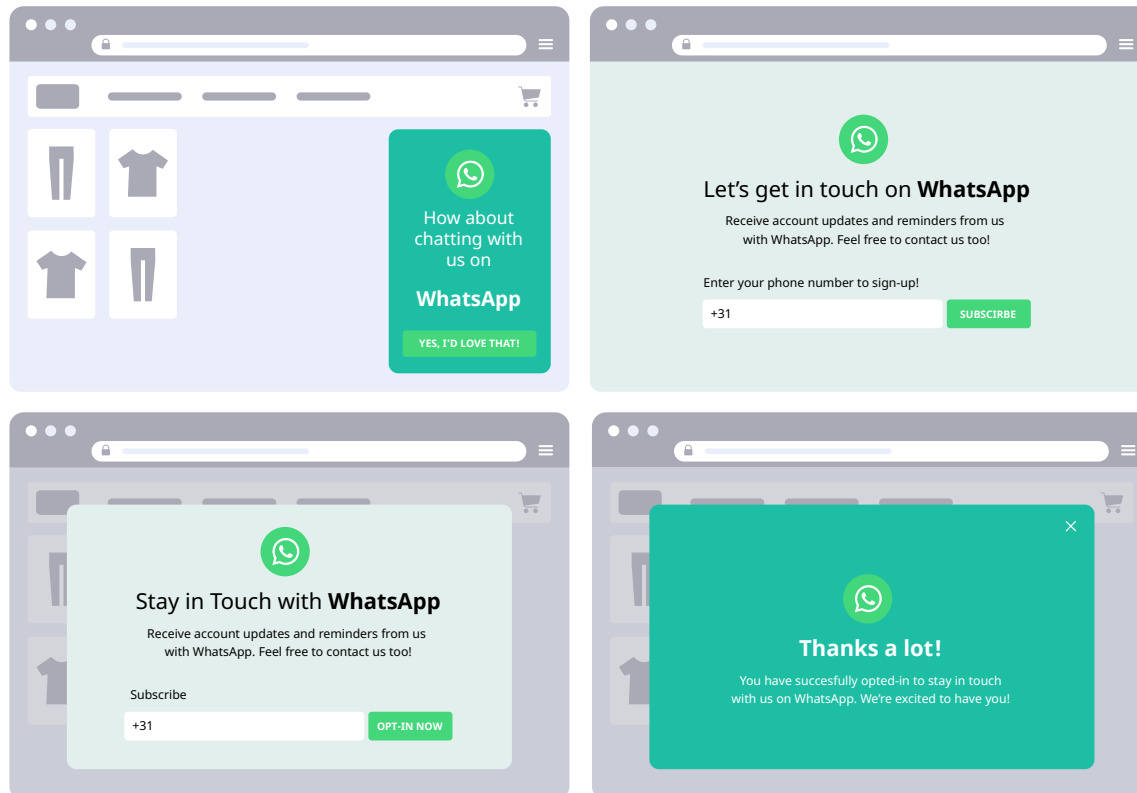 How about
chatting with
us on
WhatsApp
YES, I'D LOVE THAT!
Let's get in touch on WhatsApp
Receive account updates and reminders from us
with WhatsApp. Feel free to contact us too!
Enter your phone number to sign-up!
+31
SUBSCIRBE
Stay in Touch with WhatsApp
Receive account updates and reminders from us
with WhatsApp. Feel free to contact us too!
Subscribe
+31
OPT-IN NOW
Thanks a lot!
You have succesfully opted-in to stay in touch
with us on WhatsApp. We're excited to have you!